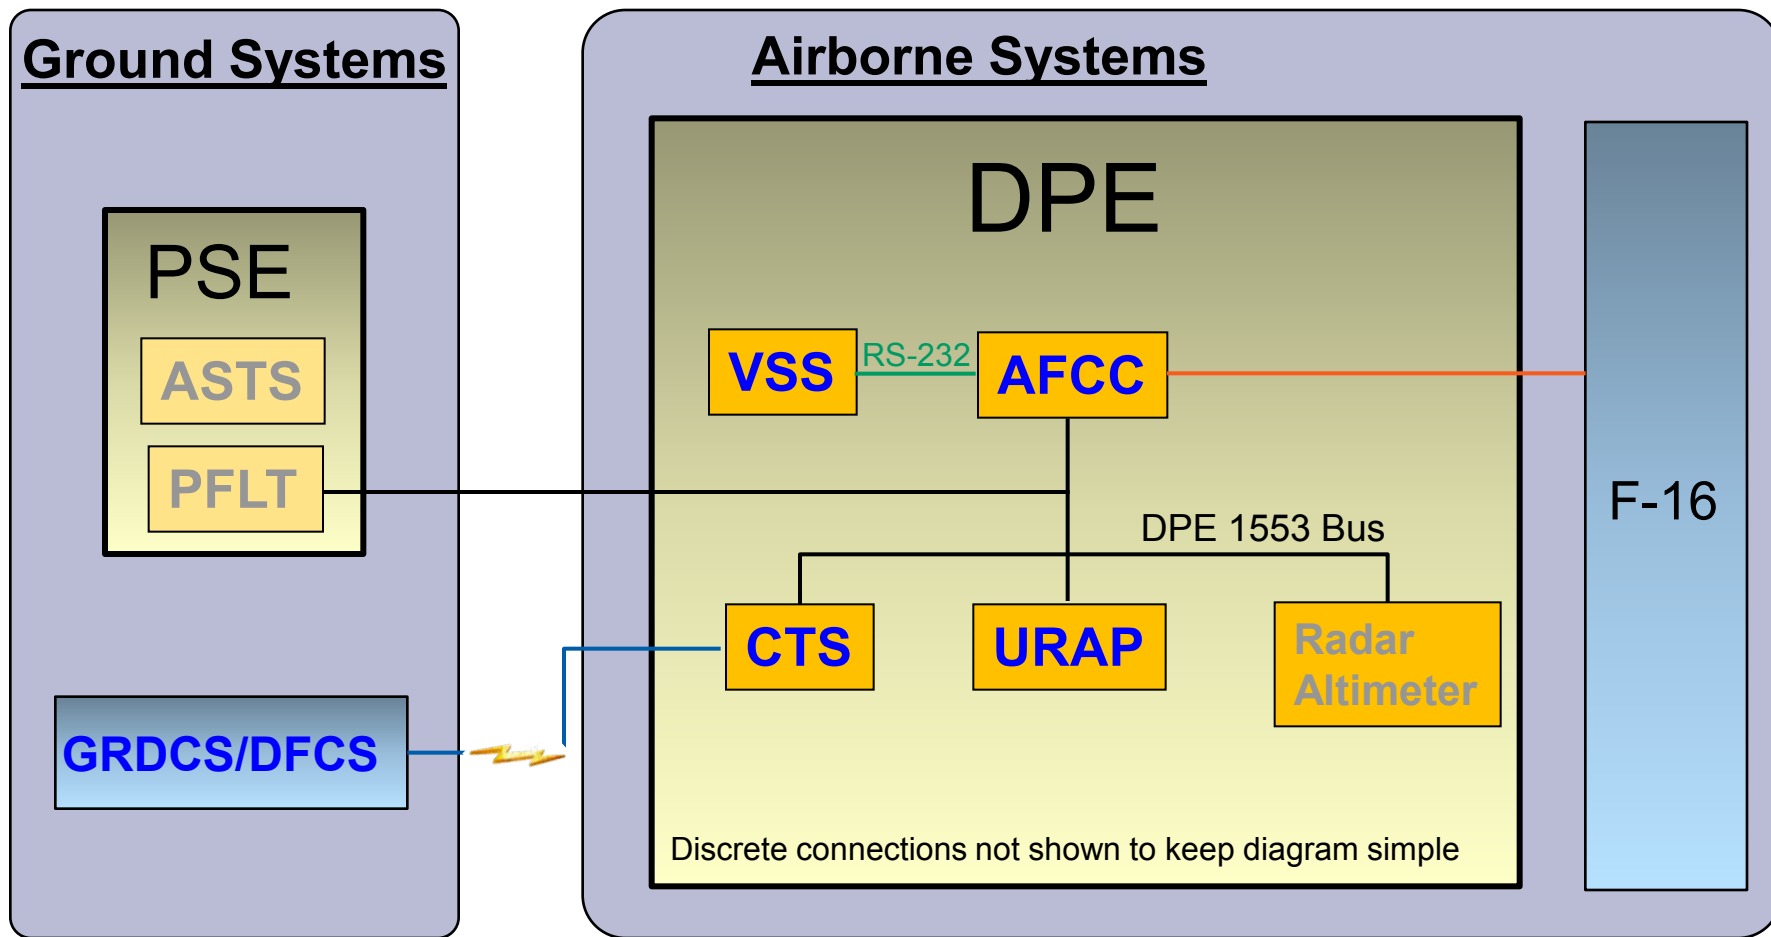 Ground Systems
PSE
ASTS
PFLT
GRDCS/DFCS
Airborne Systems
DPE
VSS
RS-232
AFCC
DPE 1553 Bus
CTS
URAP
Radar
Altimeter
Discrete connections not shown to keep diagram simple
F-16